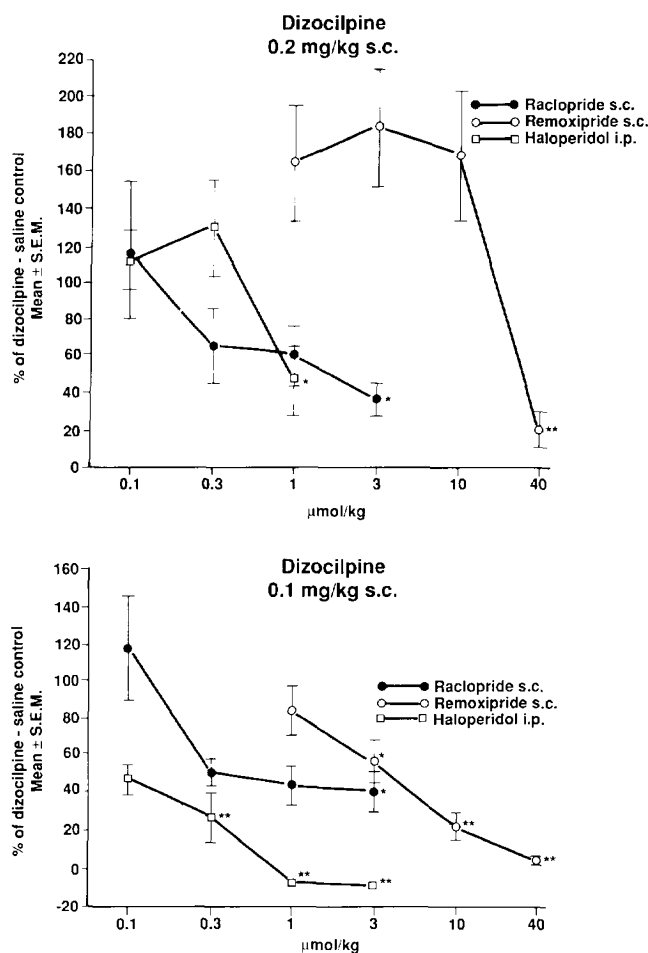 Dizocilpine
0.2 mg/kg s.c.
220
200
180
160
140
120
100
80
60
40
20
0
% of dizocilpine - saline control
Mean ± S.E.M.
Raclopride s.c.
Remoxipride s.c.
Haloperidol i.p.
*
*
**
0.1 0.3 1 3 10 40
μmol/kg
Dizocilpine
0.1 mg/kg s.c.
160
140
120
100
80
60
40
20
0
-20
% of dizocilpine - saline control
Mean ± S.E.M.
Raclopride s.c.
Remoxipride s.c.
Haloperidol i.p.
*
*
**
**
**
**
**
0.1 0.3 1 3 10 40
μmol/kg